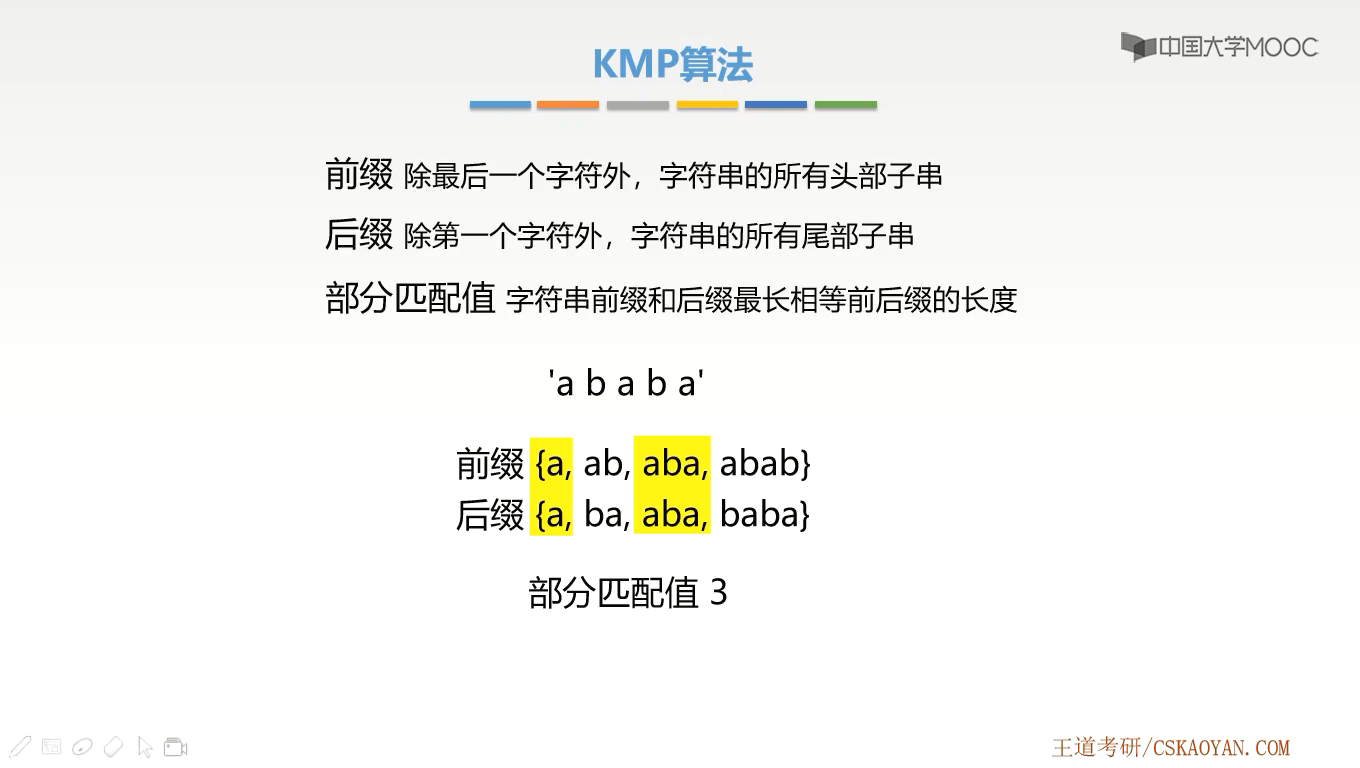 中国大学MOOC
KMP算法
前缀 除最后一个字符外，字符串的所有头部子串
后缀 除第一个字符外，字符串的所有尾部子串
部分匹配值 字符串前缀和后缀最长相等前后缀的长度
'a b a b a'
前缀 {a, ab, aba, abab}
后缀 {a, ba, aba, baba}
部分匹配值 3
王道考研/CSKAOYAN.COM